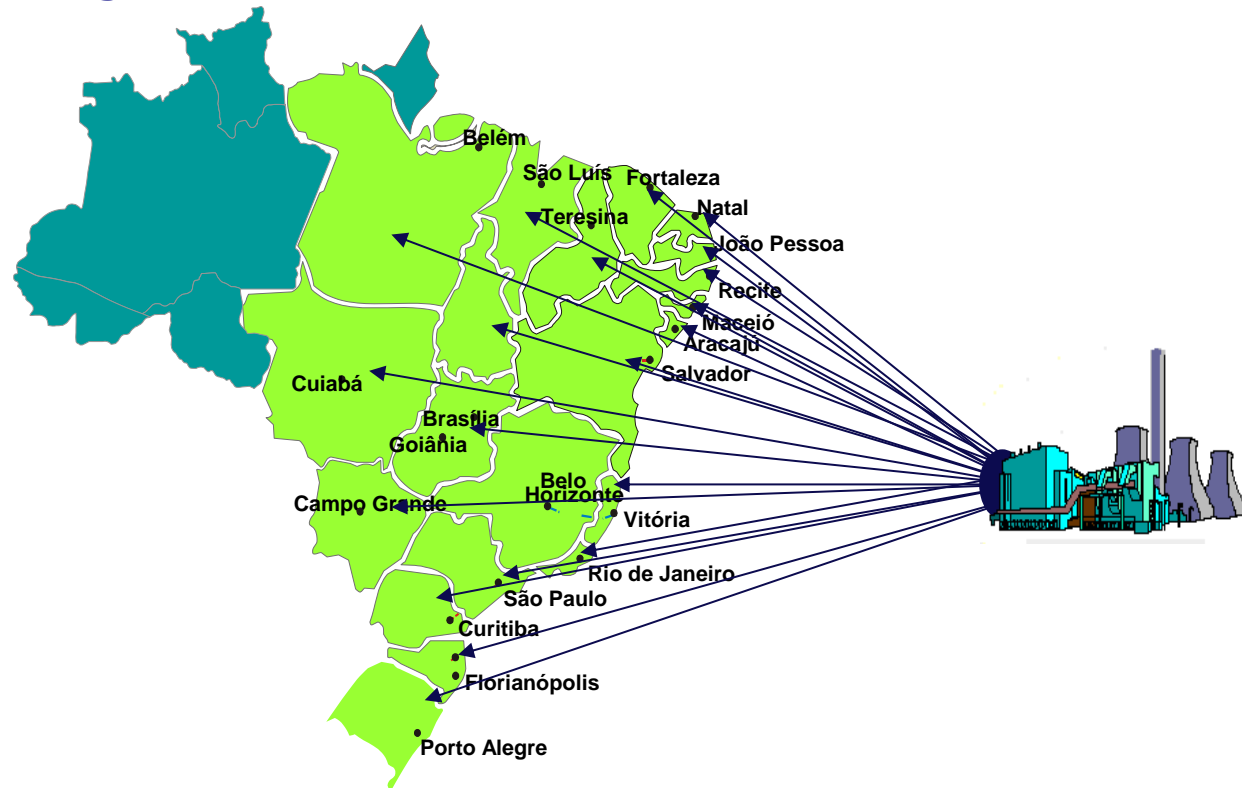 Belém
São Luís
Fortaleza
Teresina
Natal
João Pessoa
Recife
Maceió
Aracaju
Salvador
Cuiabá
Brasília
Goiânia
Belo
Horizonte
Campo Grande
Vitória
Rio de Janeiro
São Paulo
Curitiba
Florianópolis
Porto Alegre